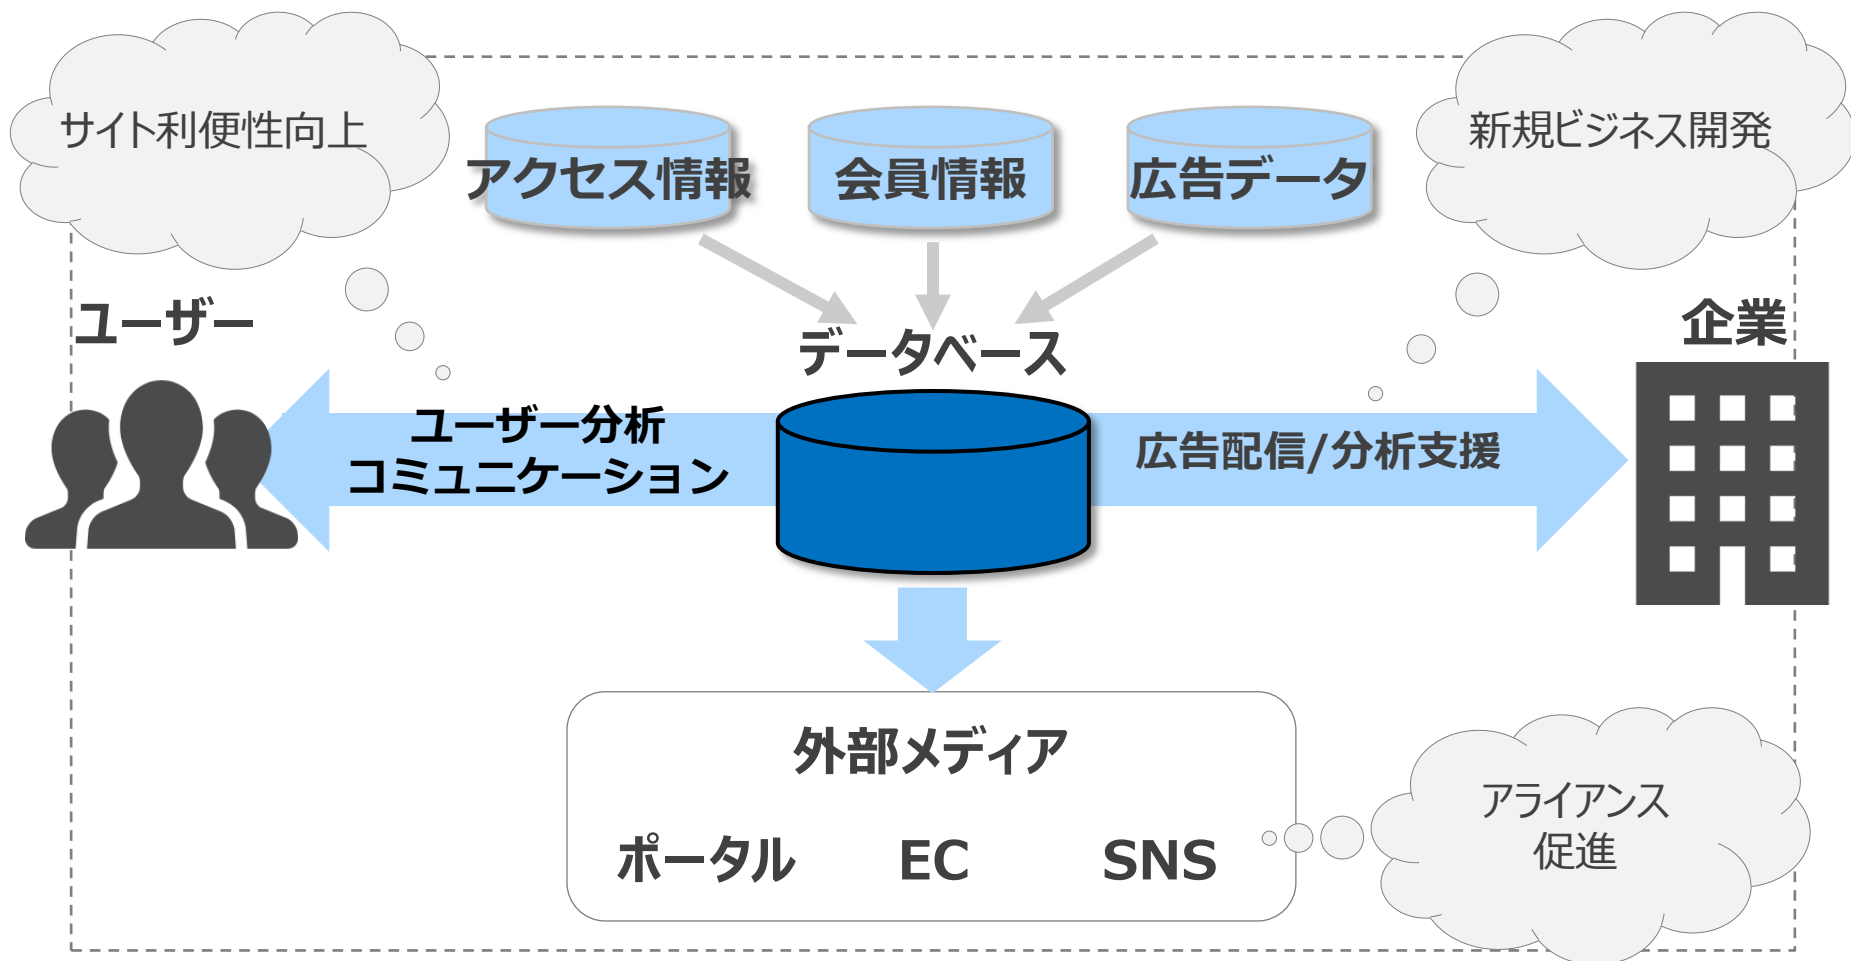 サイト利便性向上
新規ビジネス開発
アクセス情報
会員情報
広告データ
ユーザー
企業
データベース
ユーザー分析
コミュニケーション
広告配信/分析支援
外部メディア
ポータル
EC
SNS
アライアンス
促進